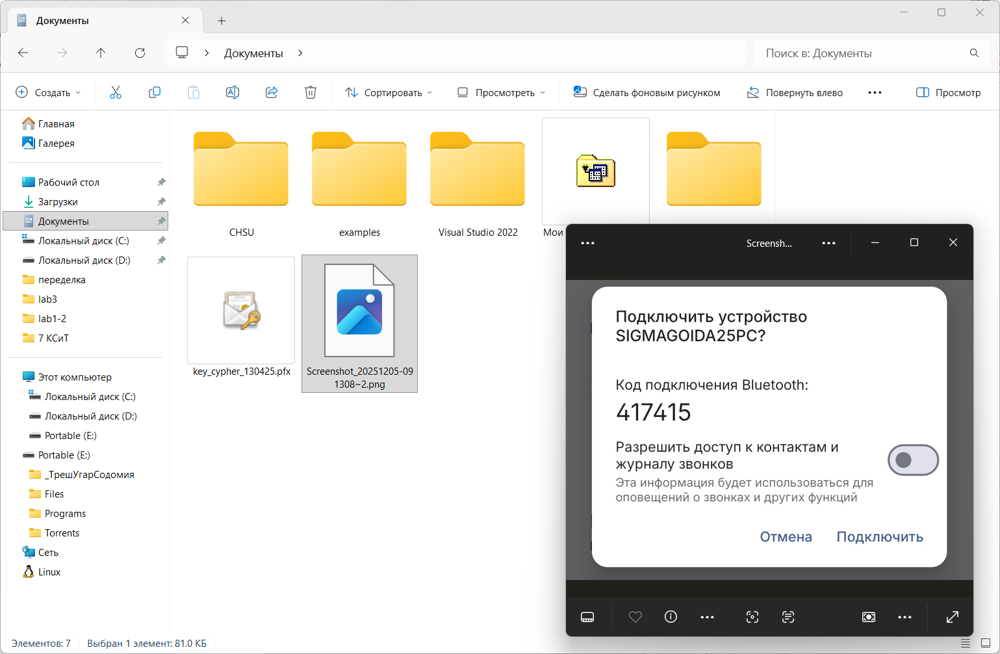 Документы
Документы
Поиск в: Документы
Создать
Сортировать
Просмотреть
Сделать фоновым рисунком
Повернуть влево
Просмотр
Главная
Галерея
Рабочий стол
Загрузки
Документы
Локальный диск (C:)
Локальный диск (D:)
переделка
lab3
lab1-2
7 КСиТ
Этот компьютер
Локальный диск (C:)
Локальный диск (D:)
Portable (E:)
Portable (E:)
_ТрешУгарСодомия
Files
Programs
Torrents
Сеть
Linux
CHSU
examples
Visual Studio 2022
Мои
key_cypher_130425.pfx
Screenshot_20251205-09
1308~2.png
Screensh...
Подключить устройство
SIGMAGOIDA25PC?
Код подключения Bluetooth:
417415
Разрешить доступ к контактам и
журналу звонков
Эта информация будет использоваться для
оповещений о звонках и других функций
Отмена
Подключить
Элементов: 7
Выбран 1 элемент: 81.0 КБ